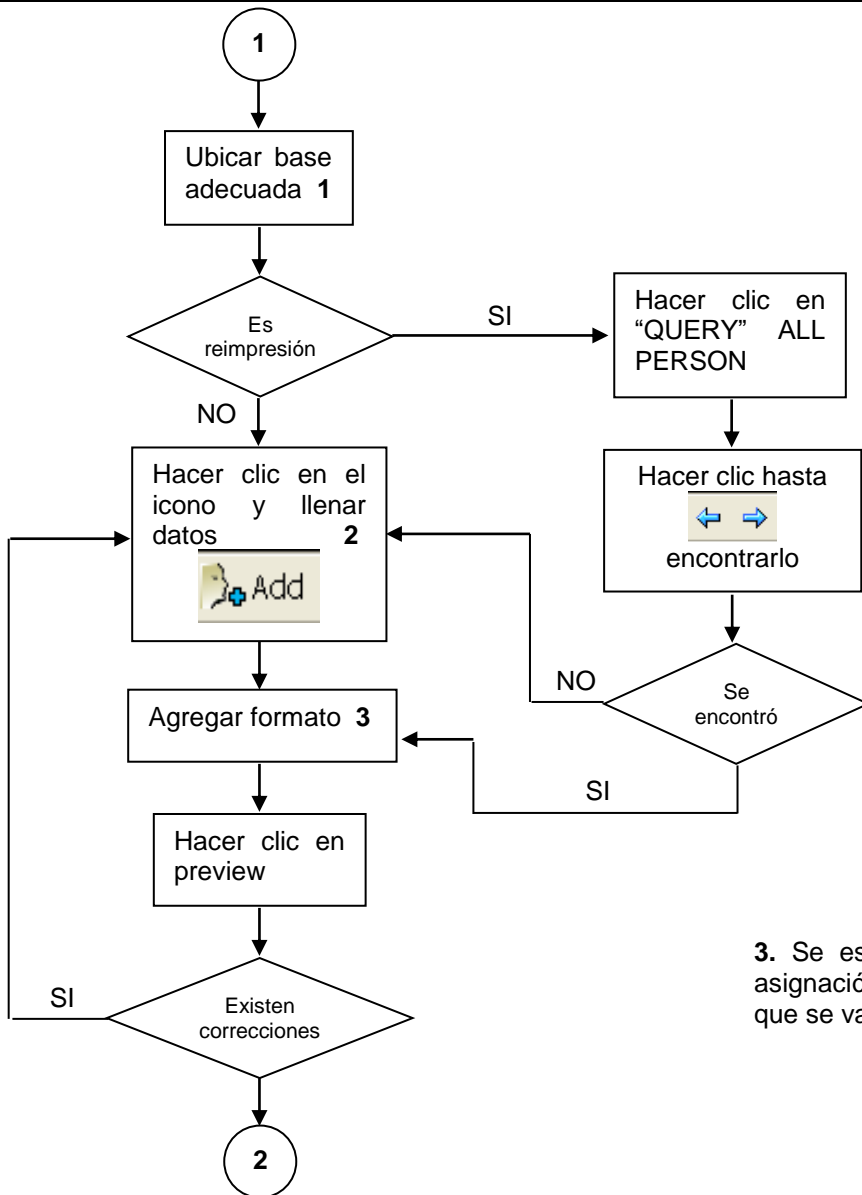 1
Ubicar base
adecuada 1
Es
reimpresión
SI
Hacer clic en
“QUERY” ALL
PERSON
NO
Hacer clic en el
icono y llenar
datos 2
Add
Hacer clic hasta
encontrarlo
Se
encontró
NO
SI
Agregar formato 3
Hacer clic en
preview
Existen
correcciones
SI
2
3. Se es
asignació
que se va